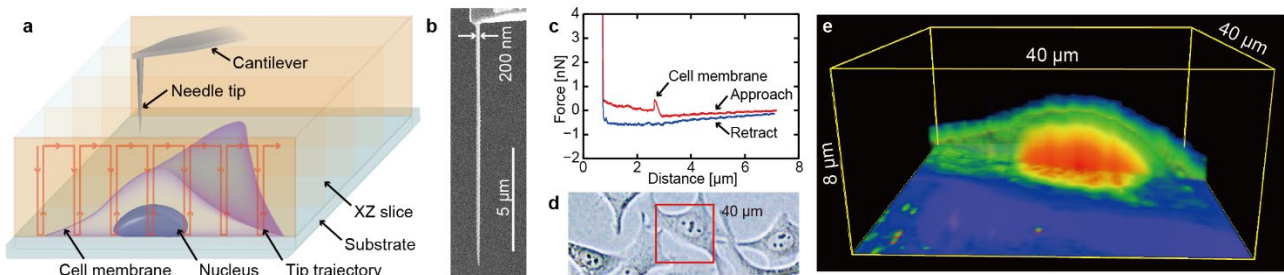 a
Cantilever
Needle tip
XZ slice
Substrate
Cell membrane
Nucleus
Tip trajectory
b
200 nm
5 µm
c
4
3
2
1
0
−1
−2
Force [nN]
Cell membrane
Approach
Retract
0
2
4
6
8
Distance [µm]
d
40 µm
e
40 µm
40 µm
8 µm